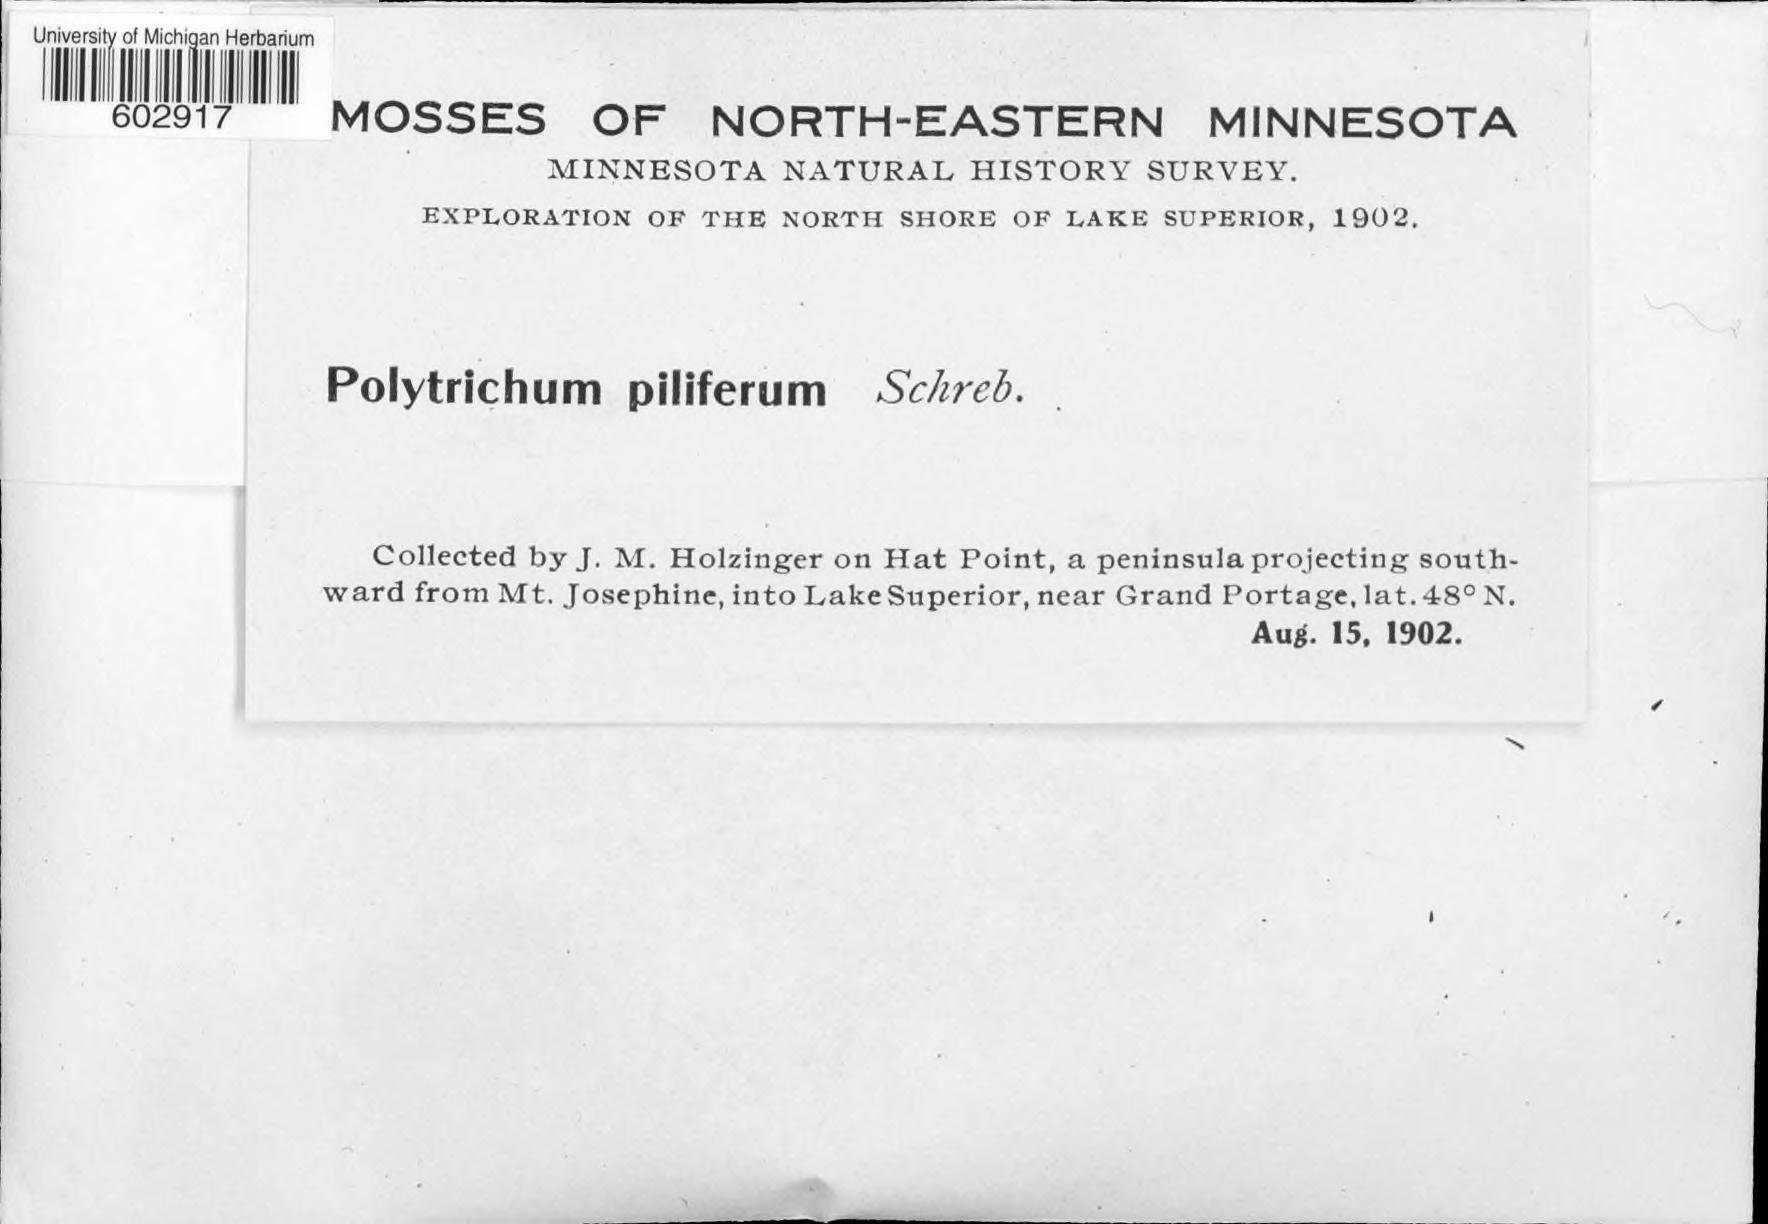 University of Michigan Herbarium
602917
MOSSES OF NORTH-EASTERN MINNESOTA
MINNESOTA NATURAL HISTORY SURVEY.
EXPLORATION OF THE NORTH SHORE OF LAKE SUPERIOR, 1902.
Polytrichum piliferum Schreb.
Collected by J. M. Holzinger on Hat Point, a peninsula projecting south-
ward from Mt. Josephine, into Lake Superior, near Grand Portage, lat. 48° N.
Aug. 15, 1902.